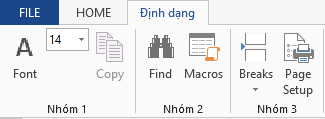 FILE HOME Định dạng
14
Font Copy Find Macros Breaks Page
Setup
Nhóm 1 Nhóm 2 Nhóm 3